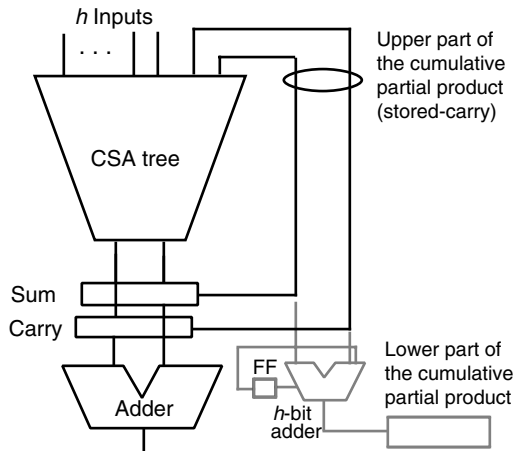 h Inputs
. . .
Upper part of
the cumulative
partial product
(stored-carry)
CSA tree
Sum
Carry
Adder
FF
h-bit
adder
Lower part of
the cumulative
partial product